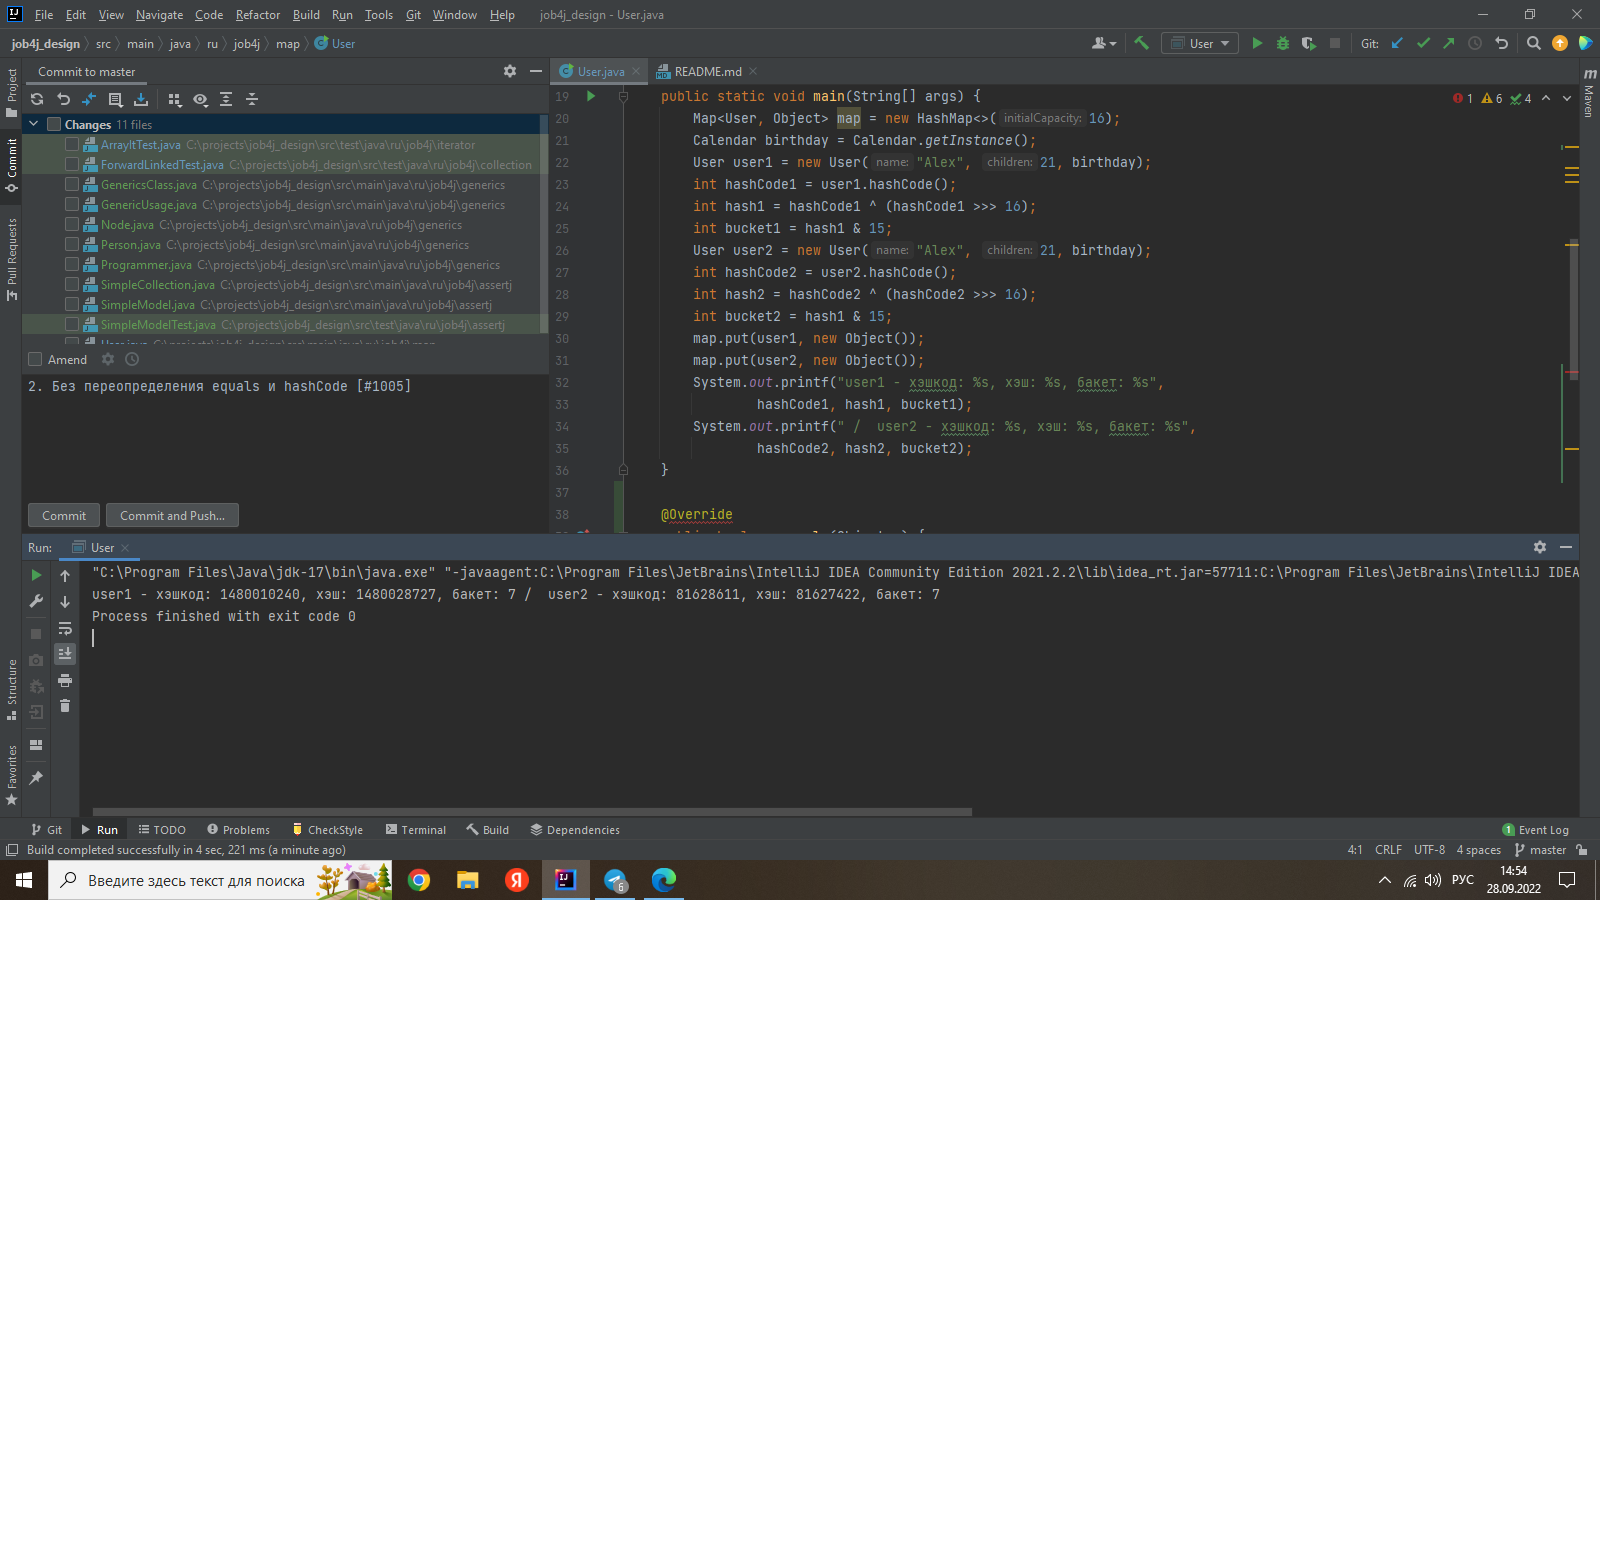 File Edit View Navigate Code Refactor Build Run Tools Git Window Help job4j_design - User.java
job4j_design src main java ru job4j map User
User Git:
Project
Commit
Pull Requests
Structure
Favorites
Maven
Commit to master
Changes 11 files
ArrayItTest.java C:\projects\job4j_design\src\test\java\ru\job4j\iterator
ForwardLinkedTest.java C:\projects\job4j_design\src\test\java\ru\job4j\collection
GenericsClass.java C:\projects\job4j_design\src\main\java\ru\job4j\generics
GenericUsage.java C:\projects\job4j_design\src\main\java\ru\job4j\generics
Node.java C:\projects\job4j_design\src\main\java\ru\job4j\generics
Person.java C:\projects\job4j_design\src\main\java\ru\job4j\generics
Programmer.java C:\projects\job4j_design\src\main\java\ru\job4j\generics
SimpleCollection.java C:\projects\job4j_design\src\main\java\ru\job4j\assertj
SimpleModel.java C:\projects\job4j_design\src\main\java\ru\job4j\assertj
SimpleModelTest.java C:\projects\job4j_design\src\test\java\ru\job4j\assertj
Amend
2. Без переопределения equals и hashCode [#1005]
Commit Commit and Push...
User.java README.md
1 6 4
19 public static void main(String[] args) {
20 Map<User, Object> map = new HashMap<>( initialCapacity: 16);
21 Calendar birthday = Calendar.getInstance();
22 User user1 = new User( name: "Alex", children: 21, birthday);
23 int hashCode1 = user1.hashCode();
24 int hash1 = hashCode1 ^ (hashCode1 >>> 16);
25 int bucket1 = hash1 & 15;
26 User user2 = new User( name: "Alex", children: 21, birthday);
27 int hashCode2 = user2.hashCode();
28 int hash2 = hashCode2 ^ (hashCode2 >>> 16);
29 int bucket2 = hash1 & 15;
30 map.put(user1, new Object());
31 map.put(user2, new Object());
32 System.out.printf("user1 - хэшкод: %s, хэш: %s, бакет: %s",
33 hashCode1, hash1, bucket1);
34 System.out.printf(" /  user2 - хэшкод: %s, хэш: %s, бакет: %s",
35 hashCode2, hash2, bucket2);
36 }
37
38 @Override
Run: User
"C:\Program Files\Java\jdk-17\bin\java.exe" "-javaagent:C:\Program Files\JetBrains\IntelliJ IDEA Community Edition 2021.2.2\lib\idea_rt.jar=57711:C:\Program Files\JetBrains\IntelliJ IDEA
user1 - хэшкод: 1480010240, хэш: 1480028727, бакет: 7 /  user2 - хэшкод: 81628611, хэш: 81627422, бакет: 7
Process finished with exit code 0
Git Run TODO Problems CheckStyle Terminal Build Dependencies 1 Event Log
Build completed successfully in 4 sec, 221 ms (a minute ago) 4:1 CRLF UTF-8 4 spaces master
Введите здесь текст для поиска 6 РУС 14:54
28.09.2022